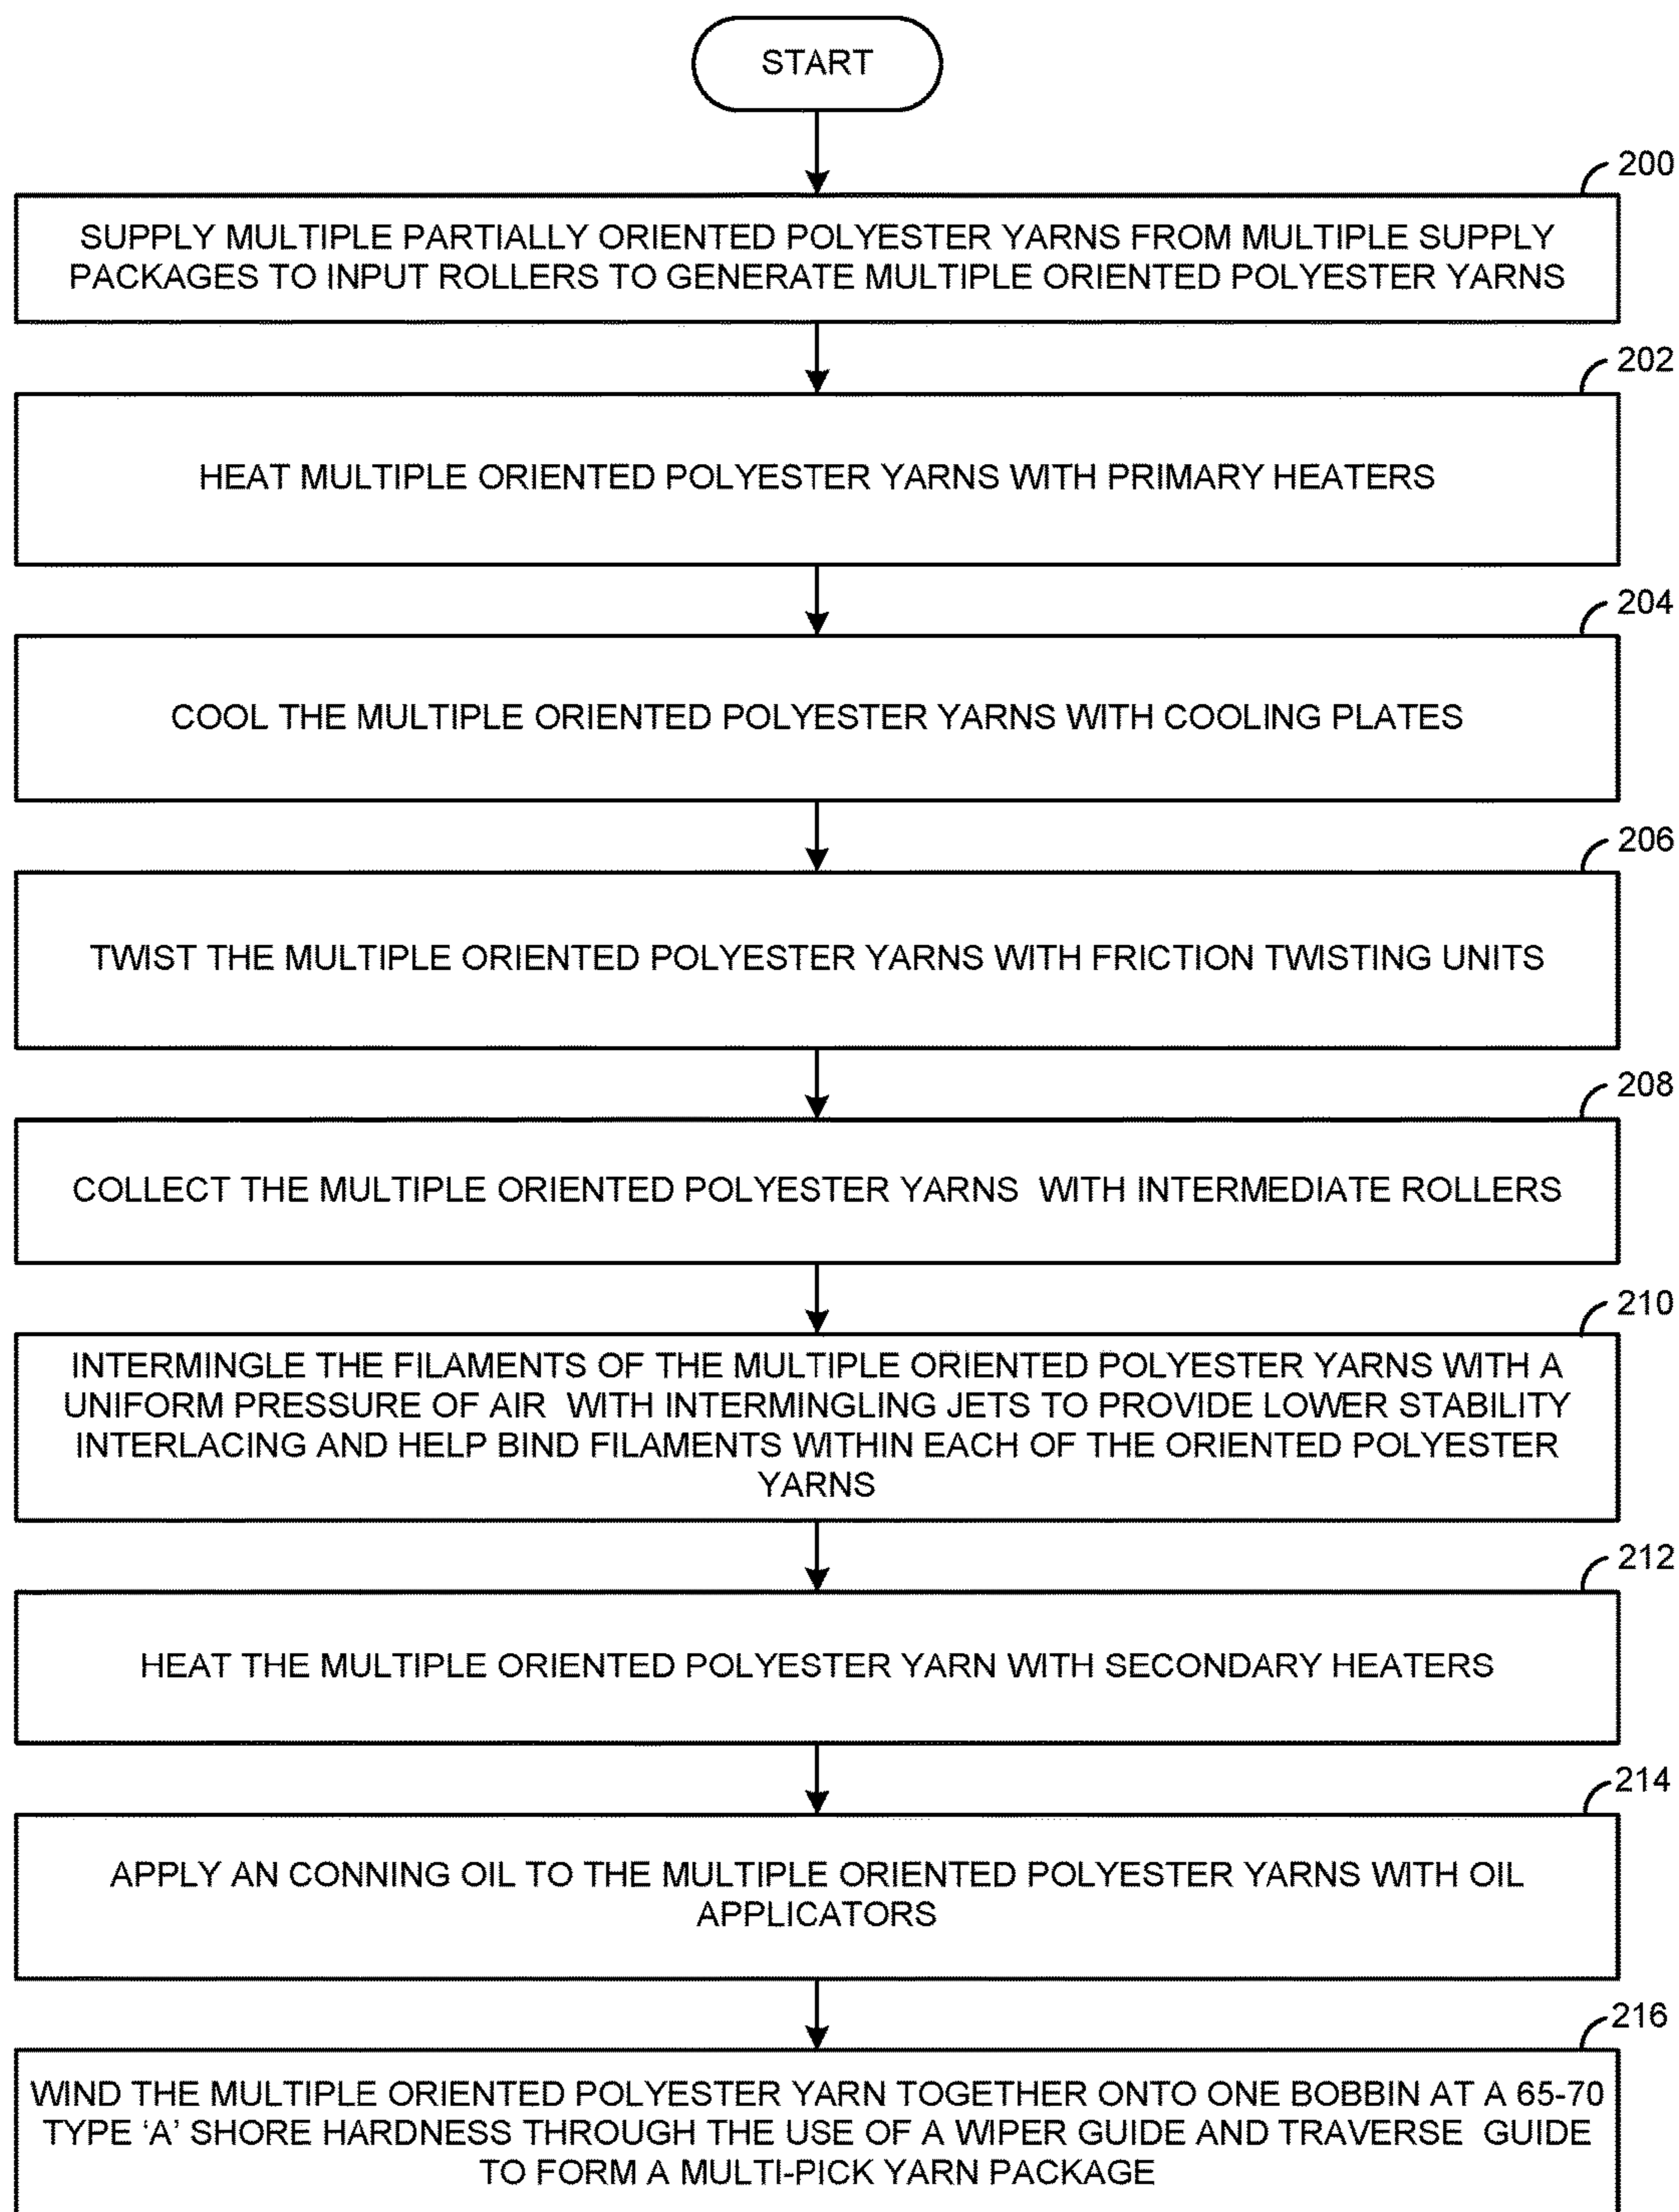 START
200
SUPPLY MULTIPLE PARTIALLY ORIENTED POLYESTER YARNS FROM MULTIPLE SUPPLY
PACKAGES TO INPUT ROLLERS TO GENERATE MULTIPLE ORIENTED POLYESTER YARNS
202
HEAT MULTIPLE ORIENTED POLYESTER YARNS WITH PRIMARY HEATERS
204
COOL THE MULTIPLE ORIENTED POLYESTER YARNS WITH COOLING PLATES
206
TWIST THE MULTIPLE ORIENTED POLYESTER YARNS WITH FRICTION TWISTING UNITS
208
COLLECT THE MULTIPLE ORIENTED POLYESTER YARNS WITH INTERMEDIATE ROLLERS
210
INTERMINGLE THE FILAMENTS OF THE MULTIPLE ORIENTED POLYESTER YARNS WITH A
UNIFORM PRESSURE OF AIR WITH INTERMINGLING JETS TO PROVIDE LOWER STABILITY
INTERLACING AND HELP BIND FILAMENTS WITHIN EACH OF THE ORIENTED POLYESTER
YARNS
212
HEAT THE MULTIPLE ORIENTED POLYESTER YARN WITH SECONDARY HEATERS
214
APPLY AN CONNING OIL TO THE MULTIPLE ORIENTED POLYESTER YARNS WITH OIL
APPLICATORS
216
WIND THE MULTIPLE ORIENTED POLYESTER YARN TOGETHER ONTO ONE BOBBIN AT A 65-70
TYPE ‘A’ SHORE HARDNESS THROUGH THE USE OF A WIPER GUIDE AND TRAVERSE GUIDE
TO FORM A MULTI-PICK YARN PACKAGE